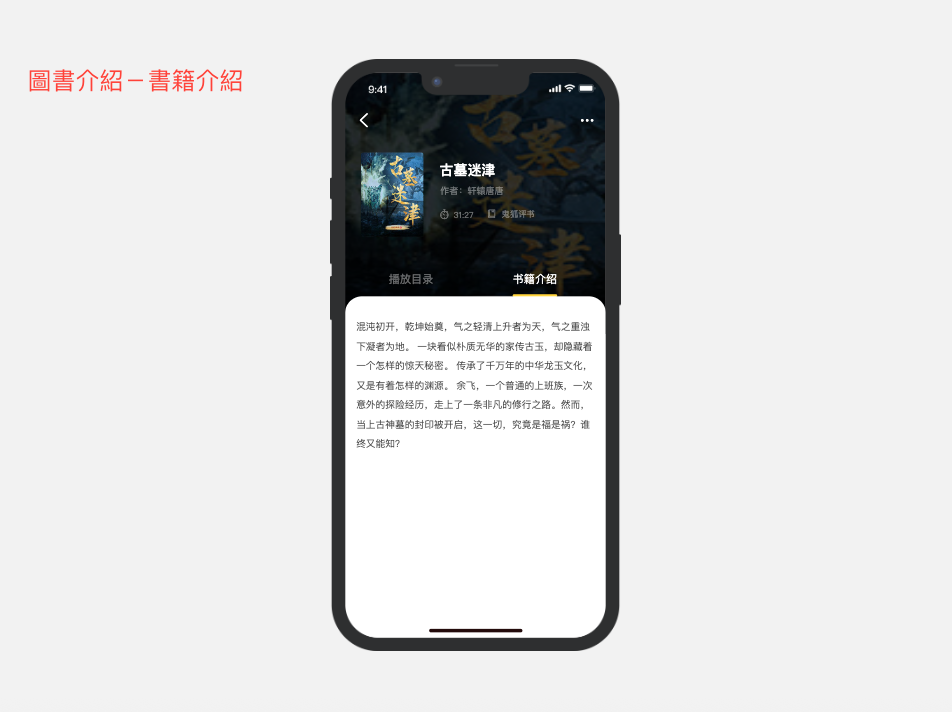 圖書介紹－書籍介紹
9:41
古墓迷津
古墓迷津
古墓迷津
作者：轩辕唐唐
31:27 鬼狐评书
播放目录 书籍介绍
混沌初开，乾坤始奠，气之轻清上升者为天，气之重浊
下凝者为地。 一块看似朴质无华的家传古玉，却隐藏着
一个怎样的惊天秘密。 传承了千万年的中华龙玉文化，
又是有着怎样的渊源。 余飞，一个普通的上班族，一次
意外的探险经历，走上了一条非凡的修行之路。然而，
当上古神墓的封印被开启，这一切，究竟是福是祸？谁
终又能知？